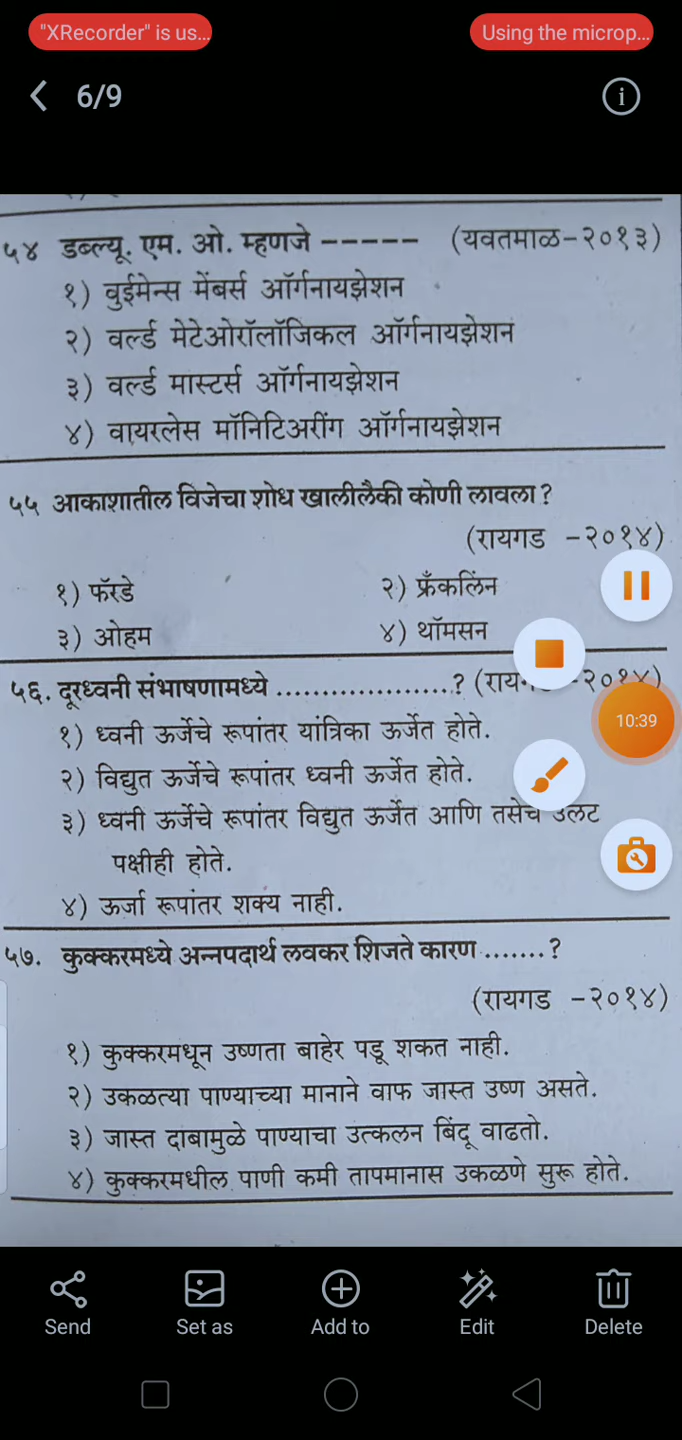 "XRecorder" is us...
Using the microp...
6/9
५४ डब्ल्यू. एम. ओ. म्हणजे ----- (यवतमाळ-२०१३)
१) वुईमेन्स मेंबर्स ऑर्गनायझेशन
२) वर्ल्ड मेटेओरॉलॉजिकल ऑर्गनायझेशन
३) वर्ल्ड मास्टर्स ऑर्गनायझेशन
४) वायरलेस मॉनिटिअरींग ऑर्गनायझेशन
५५ आकाशातील विजेचा शोध खालीलैकी कोणी लावला ?
(रायगड -२०१४)
१) फॅरडे २) फ्रँकलिंन
३) ओहम ४) थॉमसन
५६. दूरध्वनी संभाषणामध्ये ....................? -२०१४)
१) ध्वनी ऊर्जेचे रूपांतर यांत्रिका ऊर्जेत होते.
२) विद्युत ऊर्जेचे रूपांतर ध्वनी ऊर्जेत होते.
10:39
३) ध्वनी ऊर्जेचे रूपांतर विद्युत ऊर्जेत आणि तसेच उलट
पक्षीही होते.
४) ऊर्जा रूपांतर शक्य नाही.
५७. कुक्करमध्ये अन्नपदार्थ लवकर शिजते कारण .......?
(रायगड -२०१४)
१) कुक्करमधून उष्णता बाहेर पडू शकत नाही.
२) उकळत्या पाण्याच्या मानाने वाफ जास्त उष्ण असते.
३) जास्त दाबामुळे पाण्याचा उत्कलन बिंदू वाढतो.
४) कुक्करमधील पाणी कमी तापमानास उकळणे सुरू होते.
Send Set as Add to Edit Delete